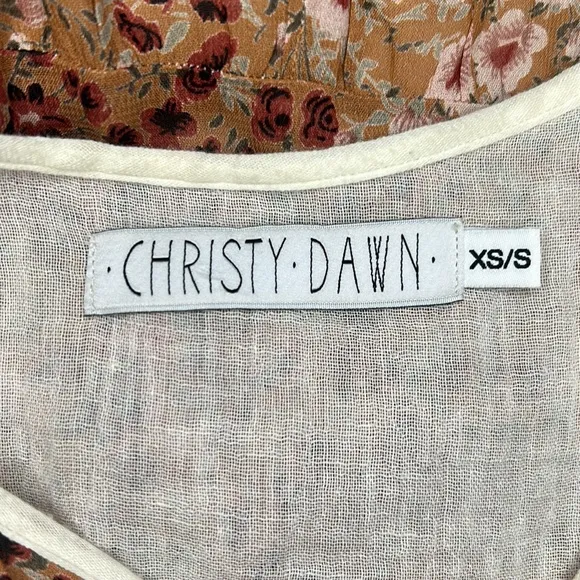 · CHRISTY · DAWN ·
XS/S